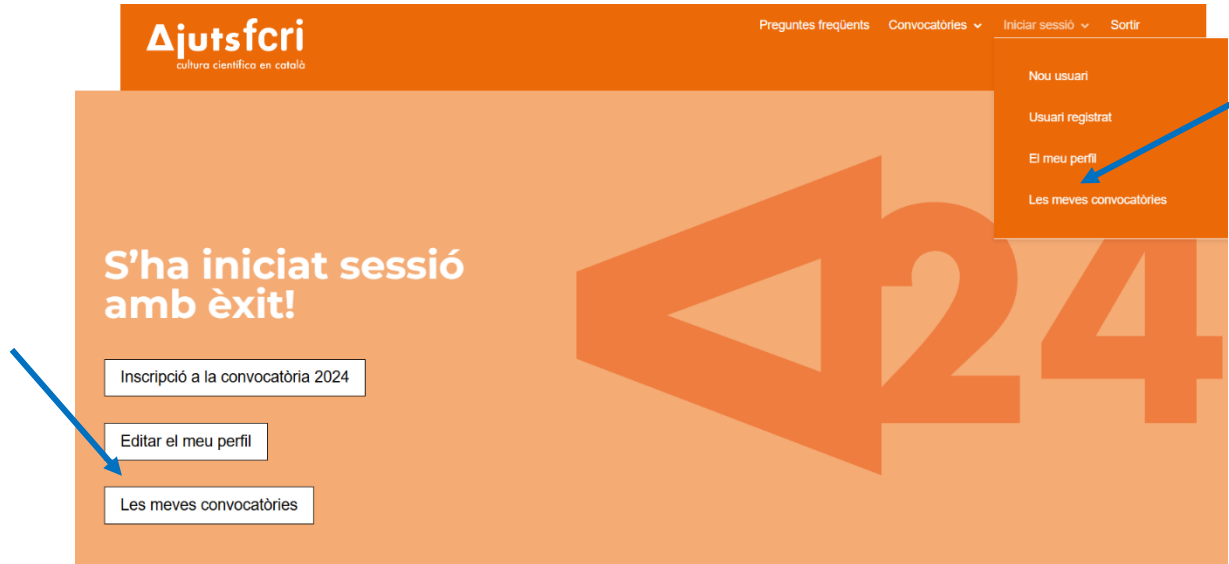 Ajutsfcri
cultura científica en català
Preguntes freqüents Convocatòries Iniciar sessió Sortir
Nou usuari
Usuari registrat
El meu perfil
Les meves convocatòries
24
S'ha iniciat sessió
amb èxit!
Inscripció a la convocatòria 2024
Editar el meu perfil
Les meves convocatòries